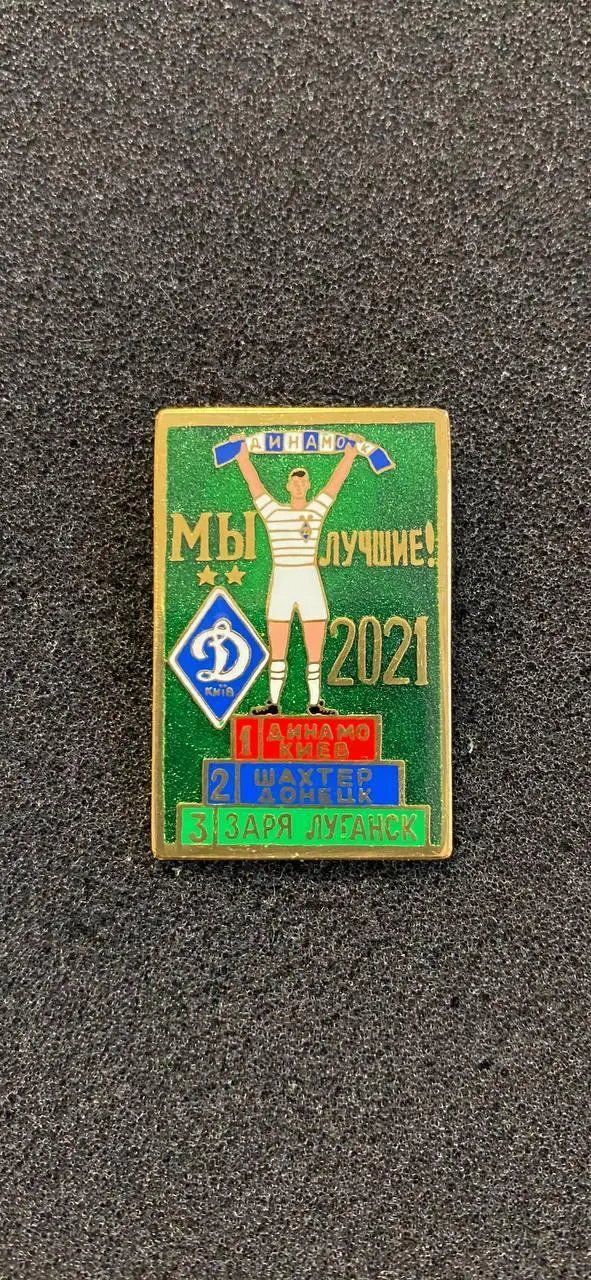 ДИНАМО К
МЫ ЛУЧШИЕ!
Д
КИЇВ
2021
1 ДИНАМО
КИЕВ
2 ШАХТЕР
ДОНЕЦК
3 ЗАРЯ ЛУГАНСК